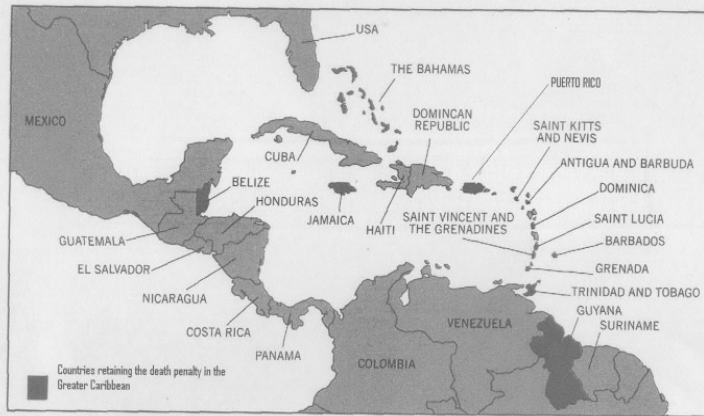 USA
THE BAHAMAS
PUERTO RICO
MEXICO
DOMINCAN
REPUBLIC
SAINT KITTS
AND NEVIS
CUBA
ANTIGUA AND BARBUDA
BELIZE
HONDURAS
JAMAICA
HAITI
DOMINICA
SAINT VINCENT AND
THE GRENADINES
SAINT LUCIA
GUATEMALA
BARBADOS
EL SALVADOR
GRENADA
NICARAGUA
TRINIDAD AND TOBAGO
COSTA RICA
VENEZUELA
GUYANA
SURINAME
PANAMA
COLOMBIA
Countries retaining the death penalty in the
Greater Caribbean